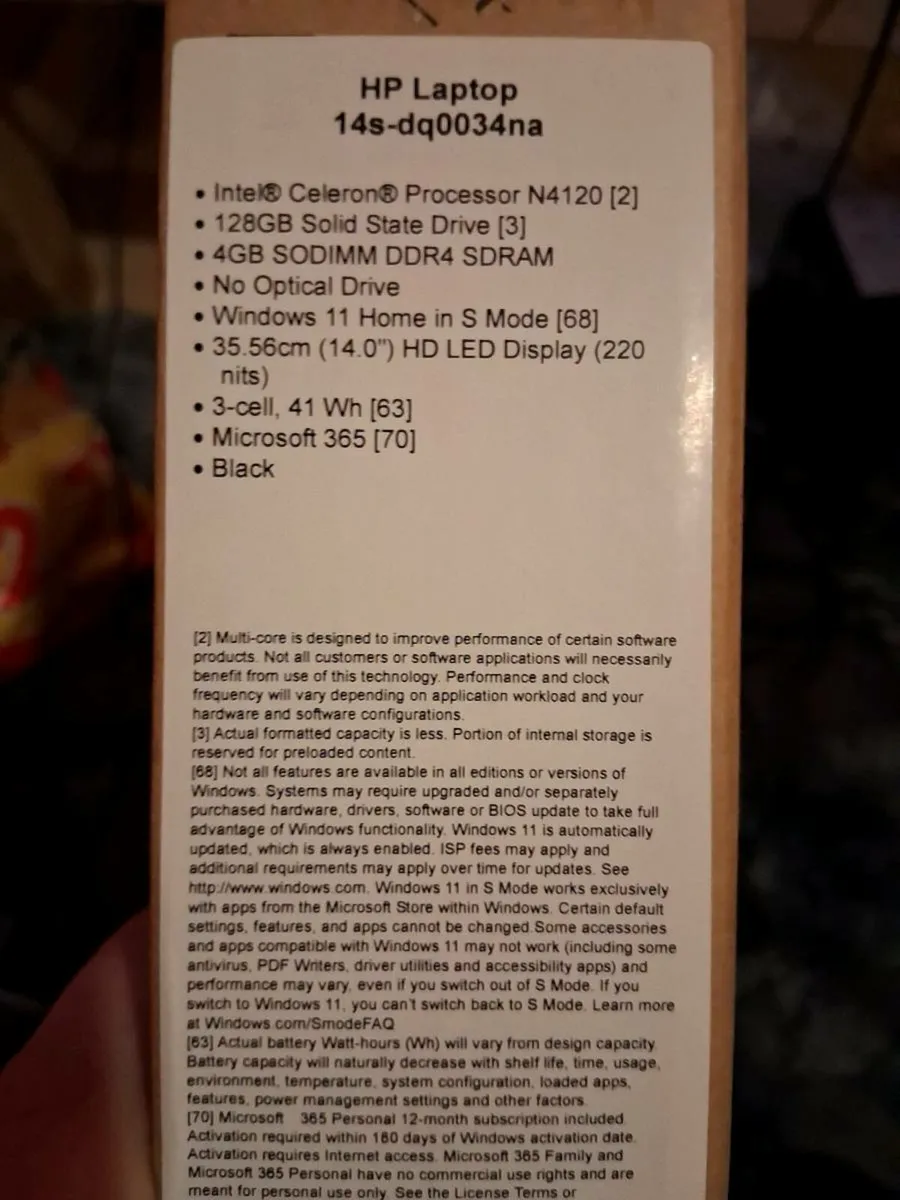 HP Laptop
14s-dq0034na
• Intel® Celeron® Processor N4120 [2]
• 128GB Solid State Drive [3]
• 4GB SODIMM DDR4 SDRAM
• No Optical Drive
• Windows 11 Home in S Mode [68]
• 35.56cm (14.0") HD LED Display (220
nits)
• 3-cell, 41 Wh [63]
• Microsoft 365 [70]
• Black
[2] Multi-core is designed to improve performance of certain software
products. Not all customers or software applications will necessarily
benefit from use of this technology. Performance and clock
frequency will vary depending on application workload and your
hardware and software configurations.
[3] Actual formatted capacity is less. Portion of internal storage is
reserved for preloaded content.
[68] Not all features are available in all editions or versions of
Windows. Systems may require upgraded and/or separately
purchased hardware, drivers, software or BIOS update to take full
advantage of Windows functionality. Windows 11 is automatically
updated, which is always enabled. ISP fees may apply and
additional requirements may apply over time for updates. See
http://www.windows.com. Windows 11 in S Mode works exclusively
with apps from the Microsoft Store within Windows. Certain default
settings, features, and apps cannot be changed.Some accessories
and apps compatible with Windows 11 may not work (including some
antivirus, PDF Writers, driver utilities and accessibility apps) and
performance may vary, even if you switch out of S Mode. If you
switch to Windows 11, you can't switch back to S Mode. Learn more
at Windows.com/SmodeFAQ
[63] Actual battery Watt-hours (Wh) will vary from design capacity.
Battery capacity will naturally decrease with shelf life, time, usage,
environment, temperature, system configuration, loaded apps,
features, power management settings and other factors.
[70] Microsoft 365 Personal 12-month subscription included.
Activation required within 180 days of Windows activation date.
Activation requires Internet access. Microsoft 365 Family and
Microsoft 365 Personal have no commercial use rights and are
meant for personal use only. See the License Terms or